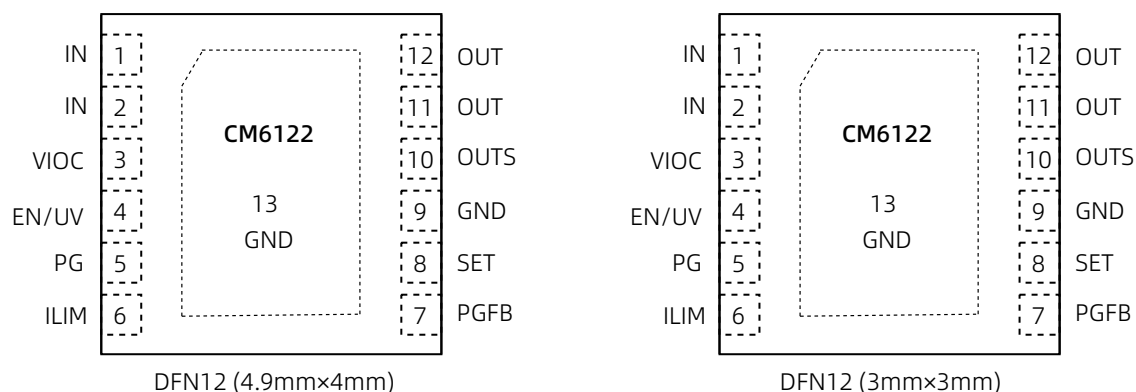 IN 1 12 OUT
IN 2 11 OUT
CM6122
VIOC 3 10 OUTS
EN/UV 4 13 9 GND
GND
PG 5 8 SET
ILIM 6 7 PGFB
DFN12 (4.9mm×4mm)
IN 1 12 OUT
IN 2 11 OUT
CM6122
VIOC 3 10 OUTS
EN/UV 4 13 9 GND
GND
PG 5 8 SET
ILIM 6 7 PGFB
DFN12 (3mm×3mm)